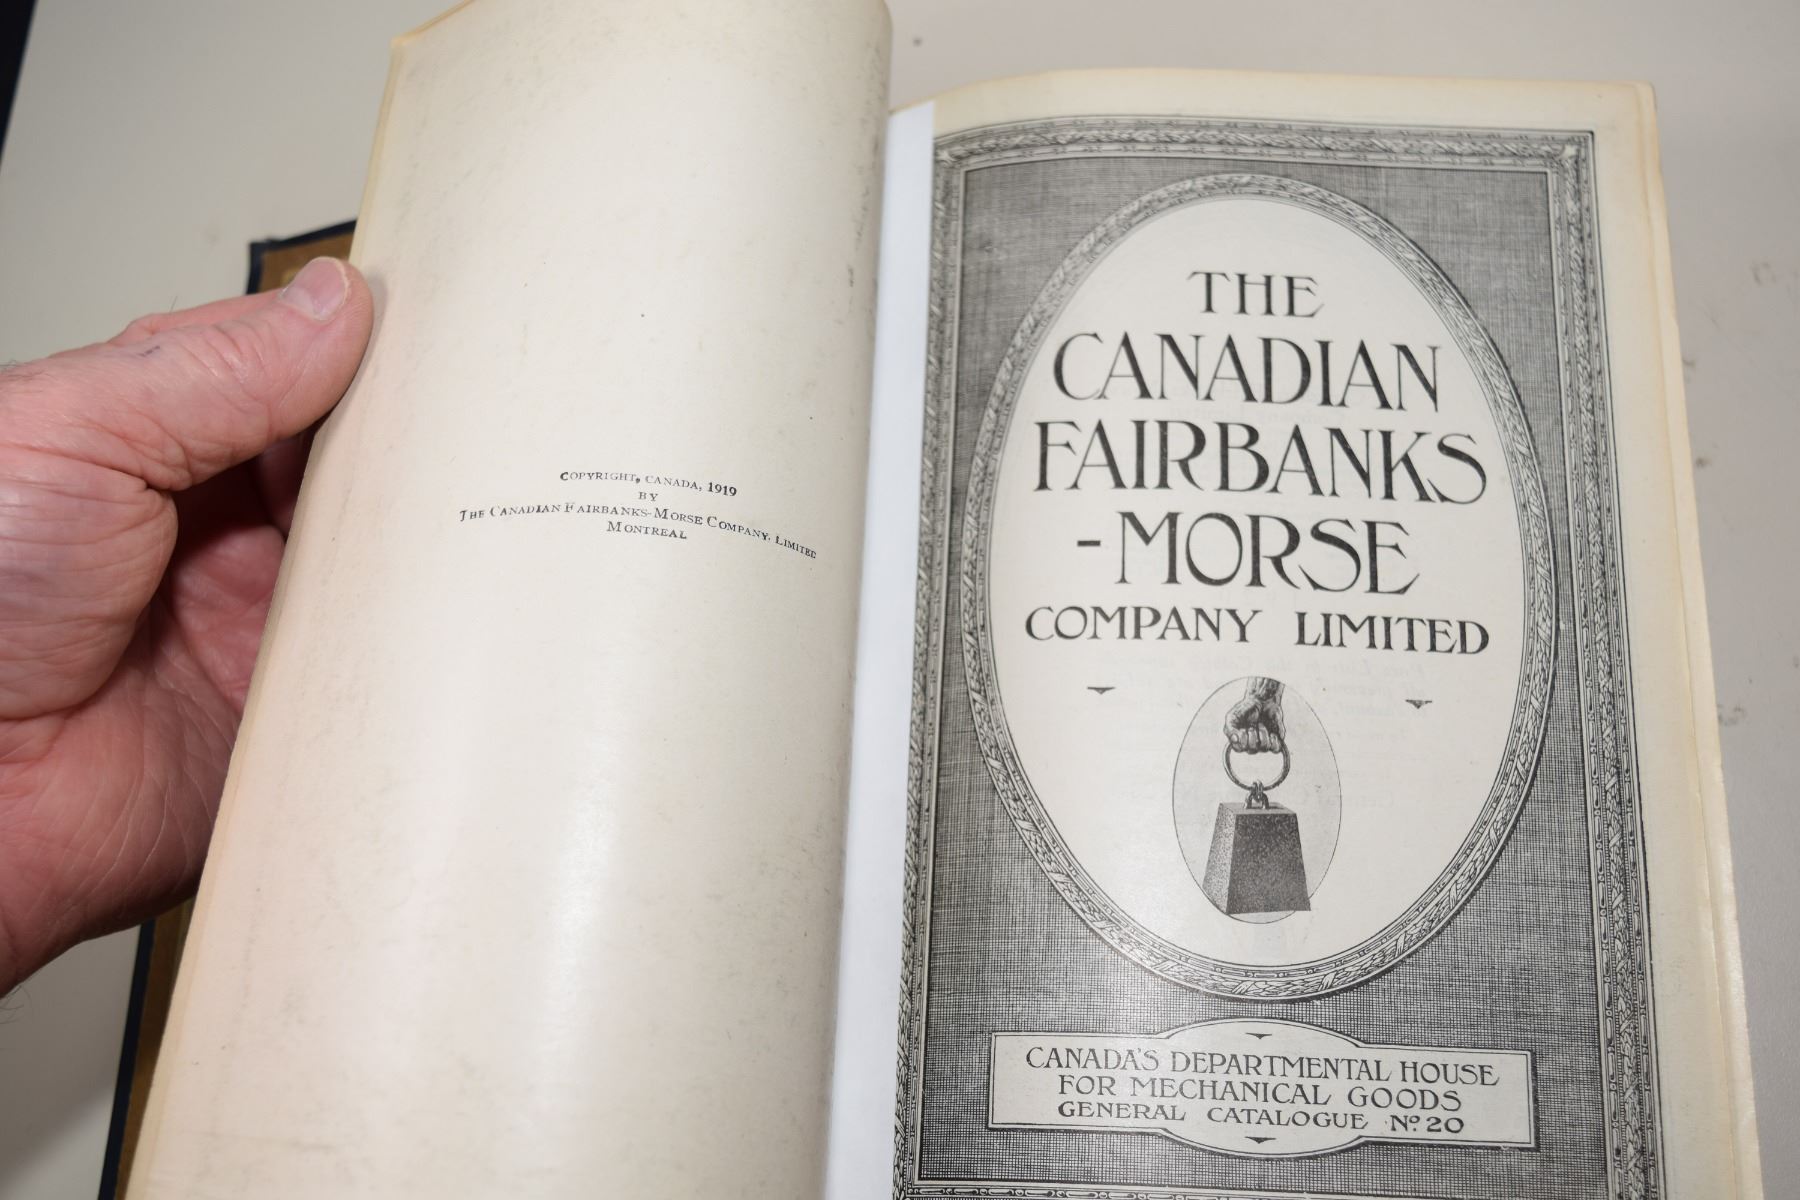 COPYRIGHT, CANADA, 1919
BY
THE CANADIAN FAIRBANKS-MORSE COMPANY, LIMITED
MONTREAL
THE
CANADIAN
FAIRBANKS
-MORSE
COMPANY LIMITED
CANADA'S DEPARTMENTAL HOUSE
FOR MECHANICAL GOODS
GENERAL CATALOGUE No. 20